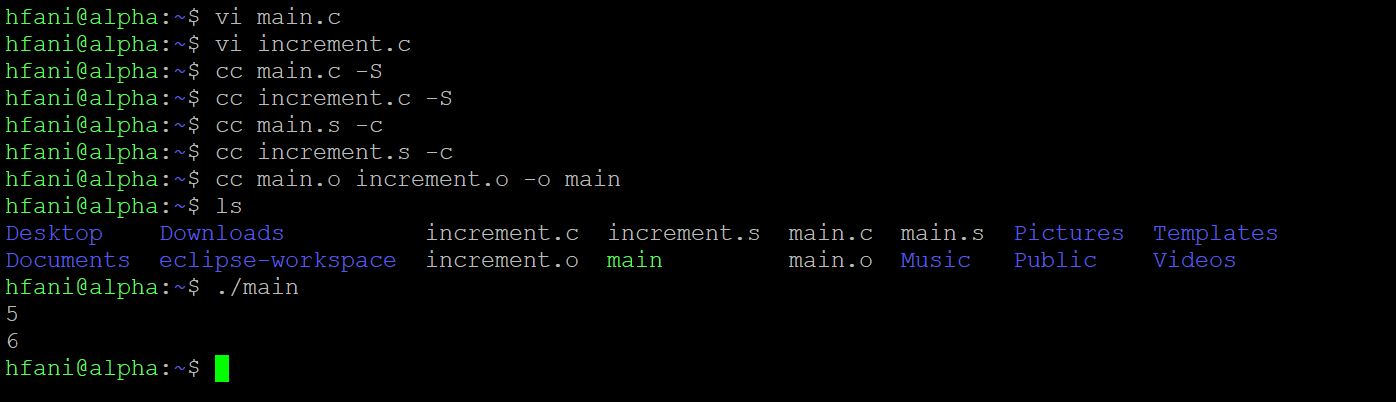 hfani@alpha:~$ vi main.c
hfani@alpha:~$ vi increment.c
hfani@alpha:~$ cc main.c -S
hfani@alpha:~$ cc increment.c -S
hfani@alpha:~$ cc main.s -c
hfani@alpha:~$ cc increment.s -c
hfani@alpha:~$ cc main.o increment.o -o main
hfani@alpha:~$ ls
Desktop    Downloads          increment.c  increment.s  main.c  main.s  Pictures  Templates
Documents  eclipse-workspace  increment.o  main         main.o  Music   Public    Videos
hfani@alpha:~$ ./main
5
6
hfani@alpha:~$